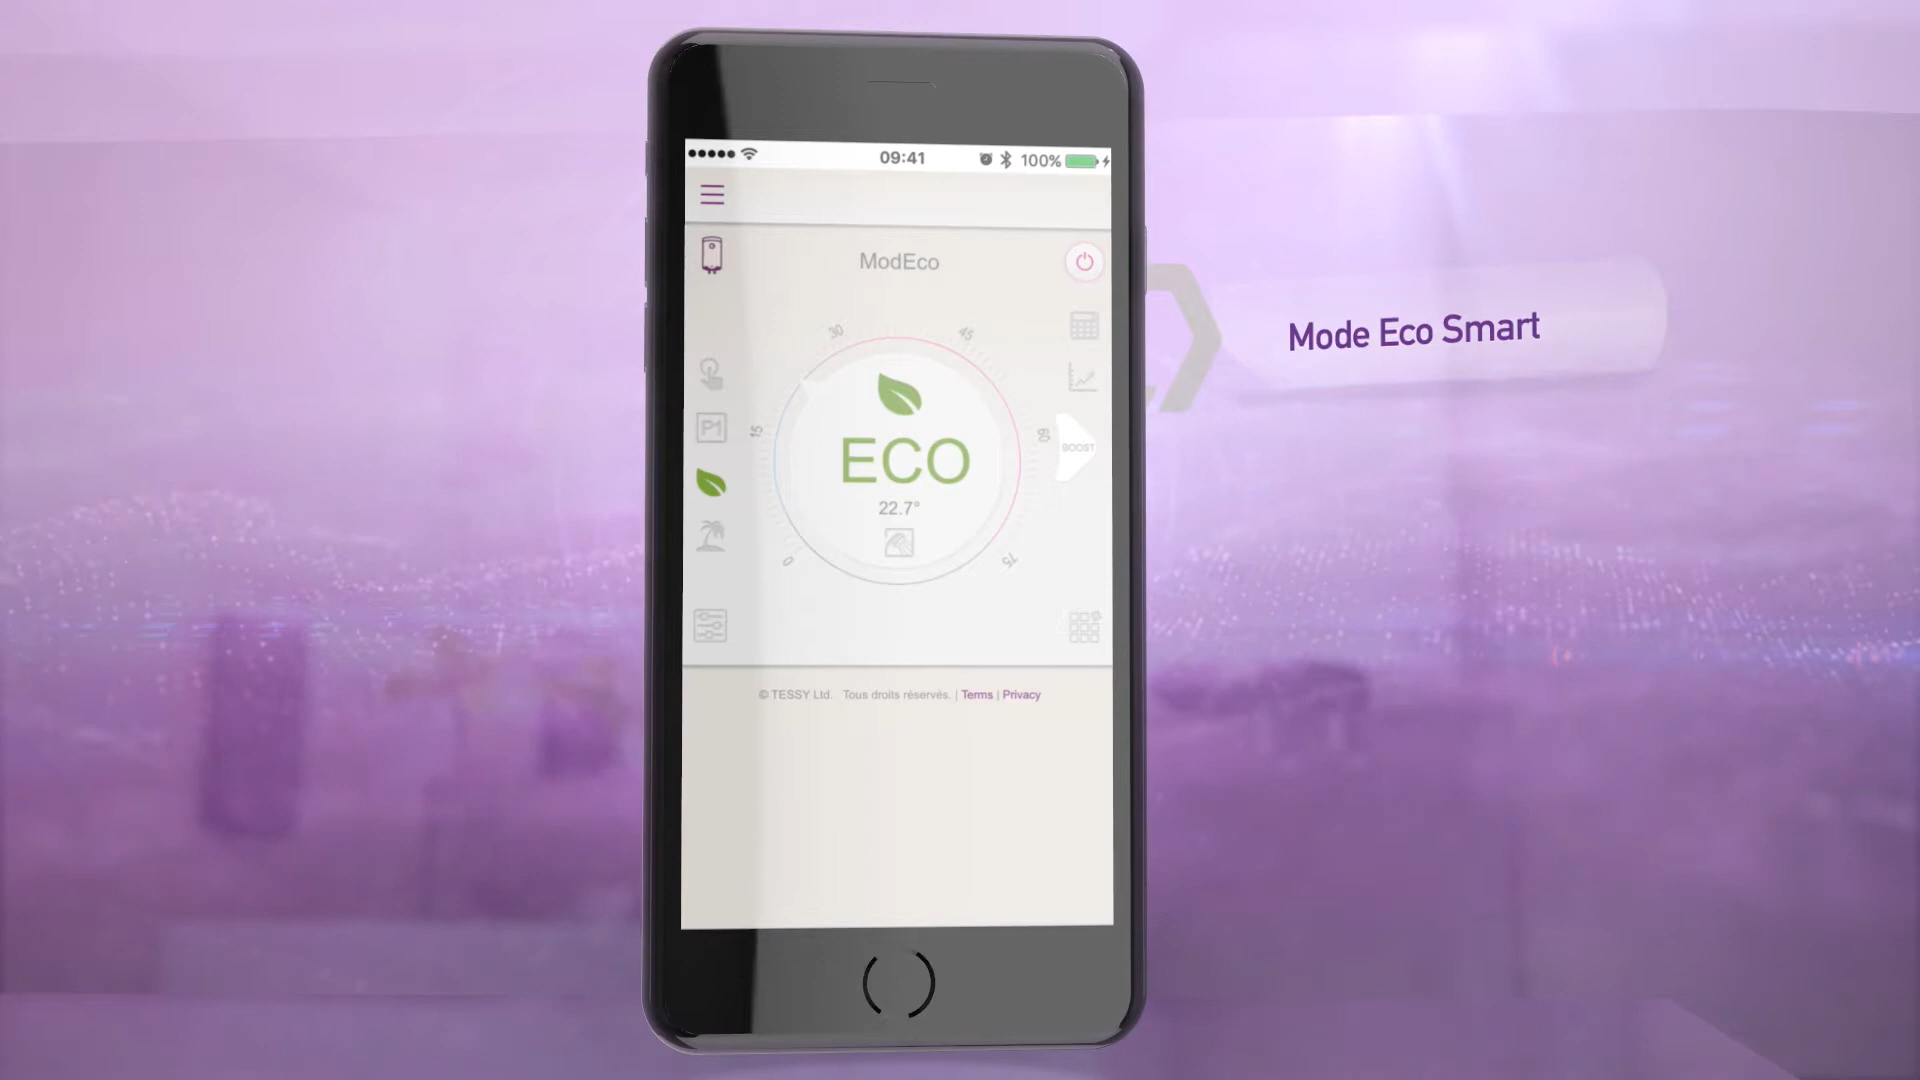 09:41
100%
ModEco
30
45
P1
15
60
BOOST
ECO
22.7°
0
75
© TESSY Ltd. Tous droits réservés. | Terms | Privacy
Mode Eco Smart